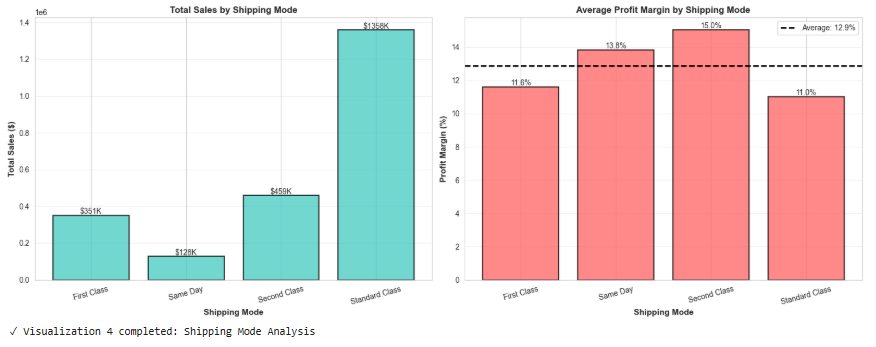 Total Sales by Shipping Mode
1e6
1.4
1.2
1.0
0.8
0.6
0.4
0.2
0.0
Total Sales ($)
$351K
$128K
$459K
$1358K
First Class
Same Day
Second Class
Standard Class
Shipping Mode
Average Profit Margin by Shipping Mode
Average: 12.9%
14
12
10
8
6
4
2
0
Profit Margin (%)
11.6%
13.8%
15.0%
11.0%
First Class
Same Day
Second Class
Standard Class
Shipping Mode
✓ Visualization 4 completed: Shipping Mode Analysis